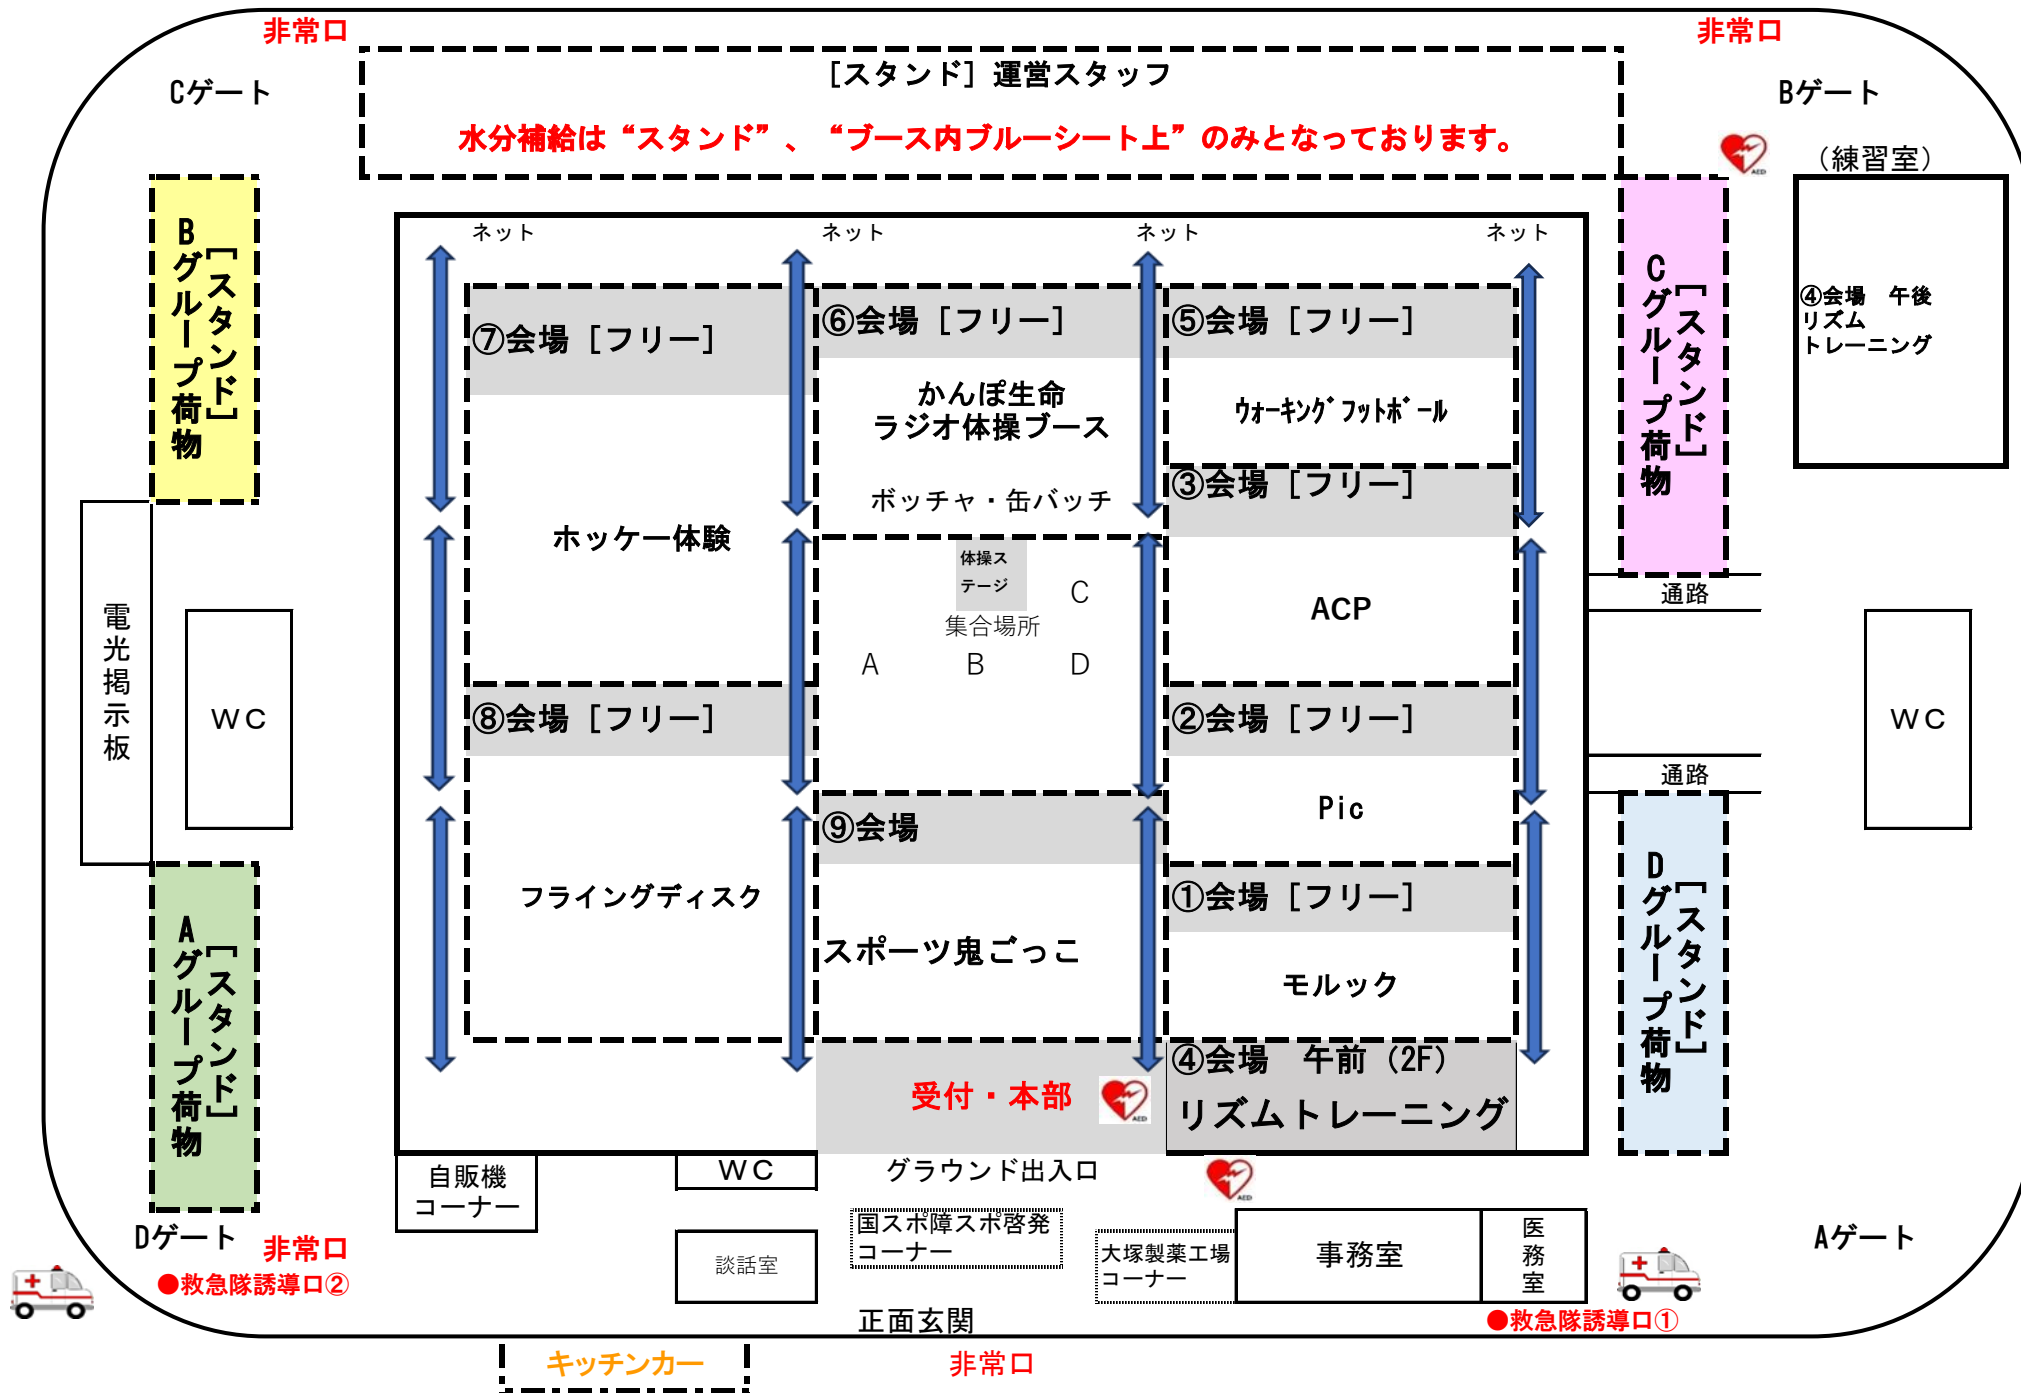 非常口
非常口
[スタンド] 運営スタッフ
Cゲート
Bゲート
水分補給は“スタンド”、“ブース内ブルーシート上”のみとなっております。
AED
(練習室)
[スタンド]
Bグループ荷物
ネット
ネット
ネット
ネット
[スタンド]
Cグループ荷物
④会場 午後
リズム
トレーニング
⑦会場[フリー]
⑥会場[フリー]
⑤会場[フリー]
かんぽ生命
ラジオ体操ブース
ウォーキングフットボール
ボッチャ・缶バッチ
③会場[フリー]
ホッケー体験
体操ス
テージ
C
集合場所
A
B
D
ACP
通路
電光掲示板
WC
WC
⑧会場[フリー]
②会場[フリー]
通路
Pic
⑨会場
フライングディスク
①会場[フリー]
スポーツ鬼ごっこ
モルック
[スタンド]
Aグループ荷物
[スタンド]
Dグループ荷物
受付・本部
AED
④会場 午前(2F)
リズムトレーニング
自販機
コーナー
WC
グラウンド出入口
AED
国スポ障スポ啓発
コーナー
談話室
大塚製薬工場
コーナー
事務室
医務室
Dゲート
非常口
●救急隊誘導口②
Aゲート
●救急隊誘導口①
正面玄関
キッチンカー
非常口